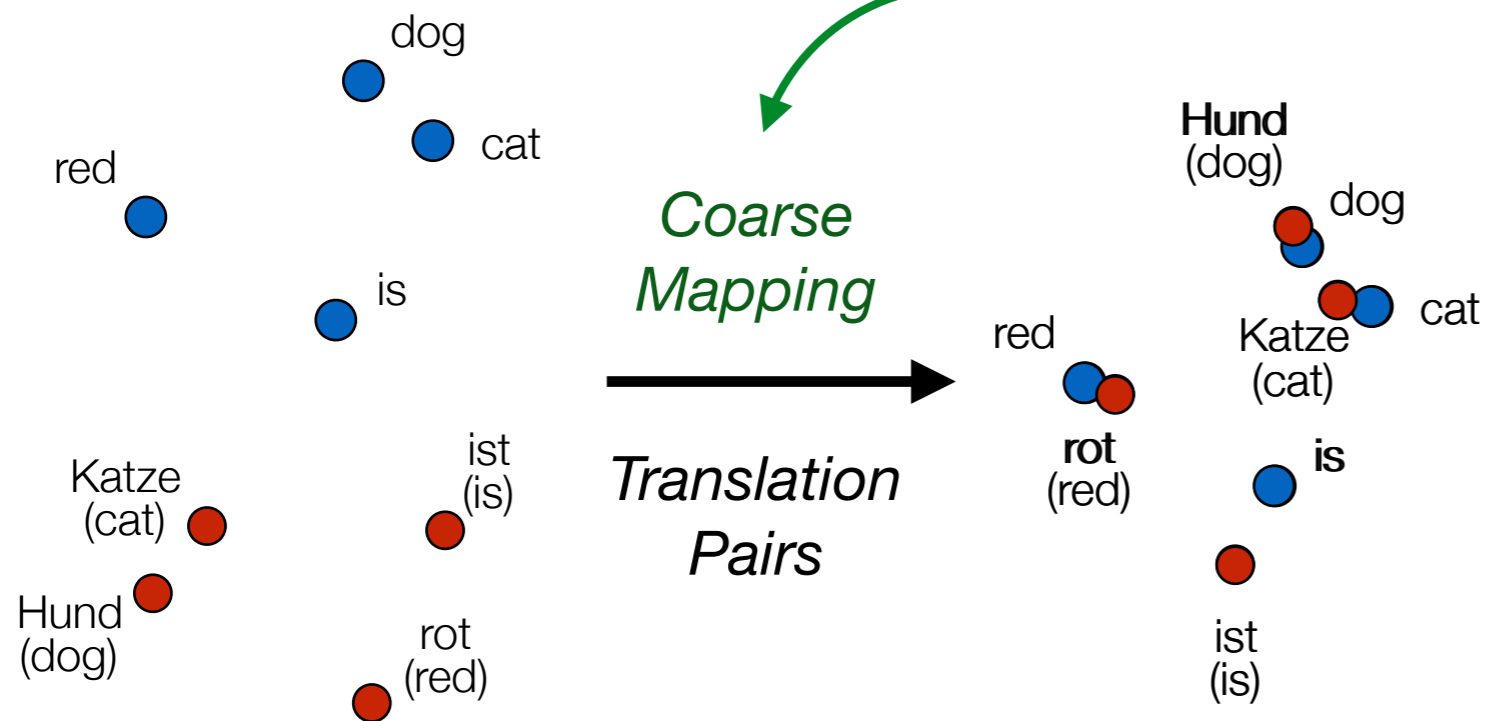 dog
cat
red
is
Katze
(cat)
ist
(is)
Hund
(dog)
rot
(red)
Coarse
Mapping
Translation
Pairs
Hund
(dog)
dog
cat
Katze
(cat)
red
rot
(red)
is
ist
(is)